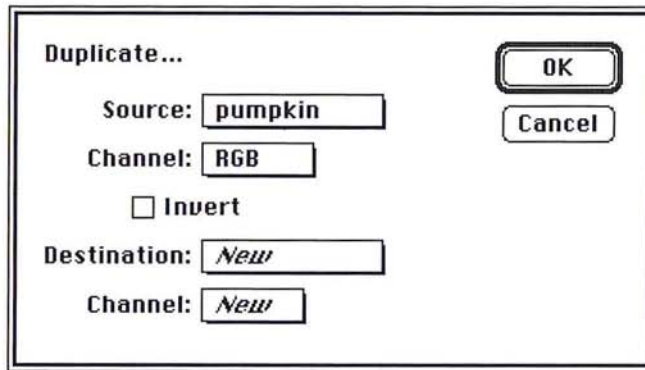 Duplicate...
OK
Source: pumpkin
Cancel
Channel: RGB
Invert
Destination: New
Channel: New